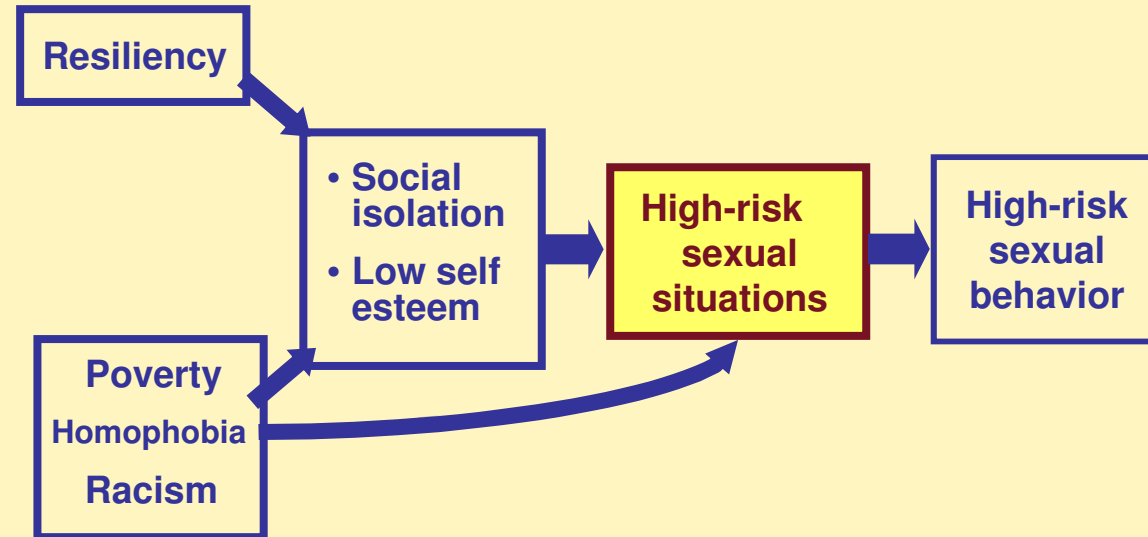 Resiliency
• Social
isolation
• Low self
esteem
High-risk
sexual
situations
High-risk
sexual
behavior
Poverty
Homophobia
Racism